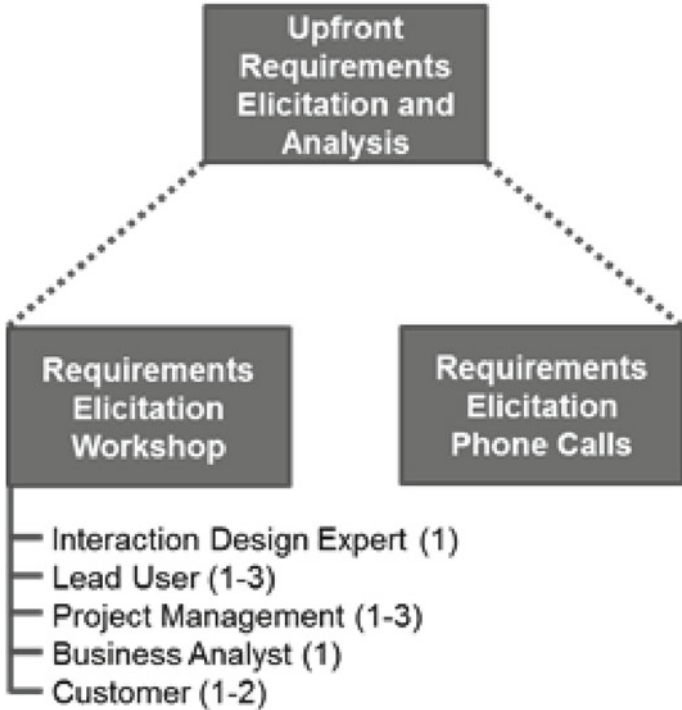 Upfront
Requirements
Elicitation and
Analysis
Requirements
Elicitation
Workshop
Requirements
Elicitation
Phone Calls
Interaction Design Expert (1)
Lead User (1-3)
Project Management (1-3)
Business Analyst (1)
Customer (1-2)